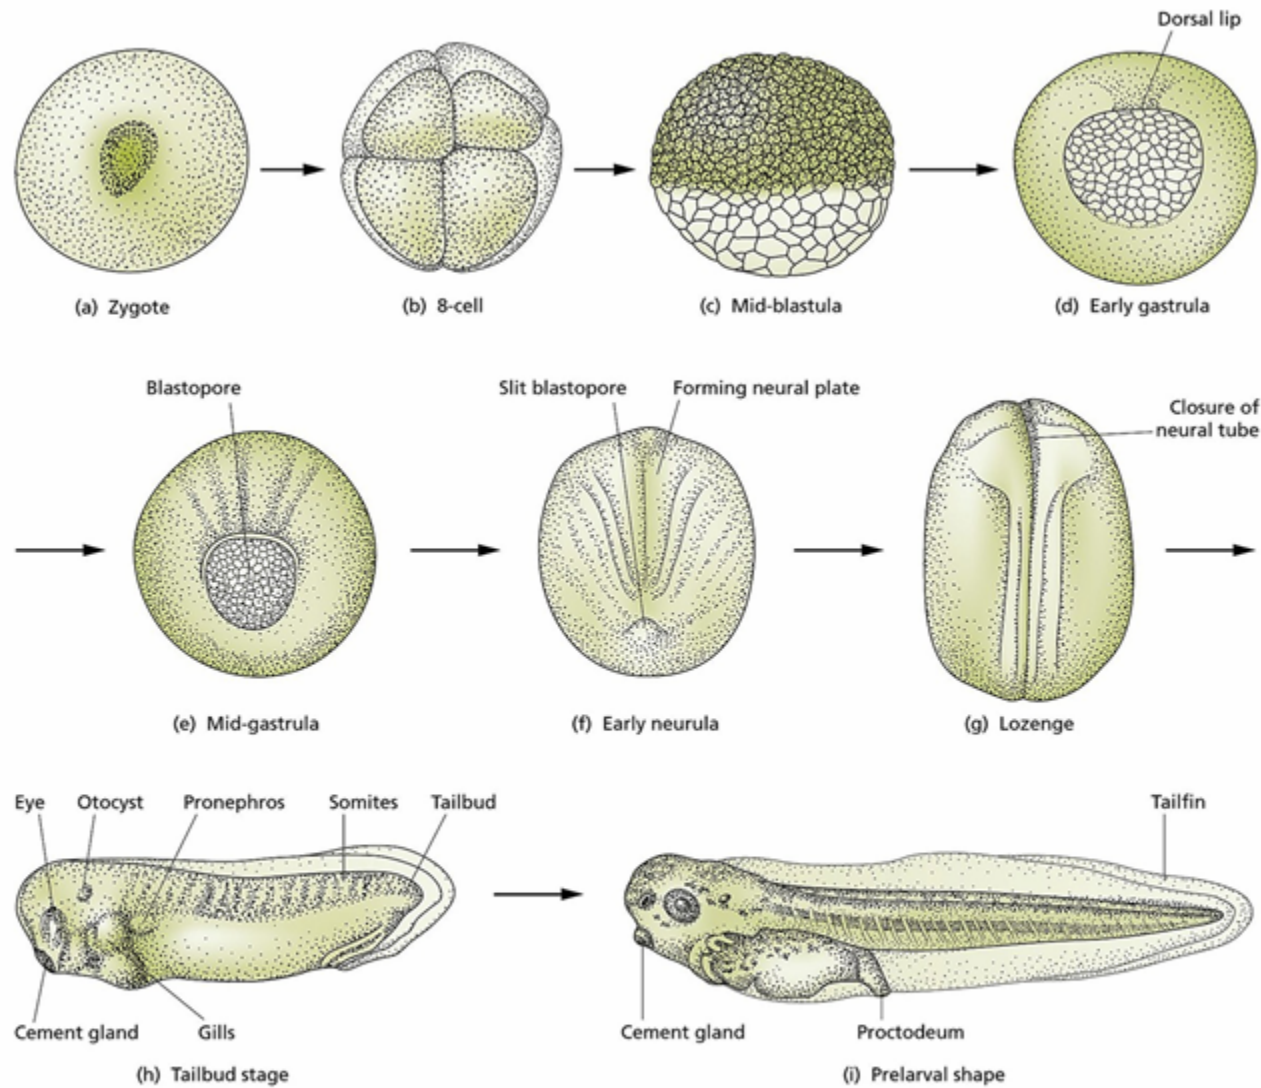 Dorsal lip
(a) Zygote
(b) 8-cell
(c) Mid-blastula
(d) Early gastrula
Blastopore
Slit blastopore
Forming neural plate
Closure of
neural tube
(e) Mid-gastrula
(f) Early neurula
(g) Lozenge
Eye
Otocyst
Pronephros
Somites
Tailbud
Tailfin
Cement gland
Gills
Cement gland
Proctodeum
(h) Tailbud stage
(i) Prelarval shape